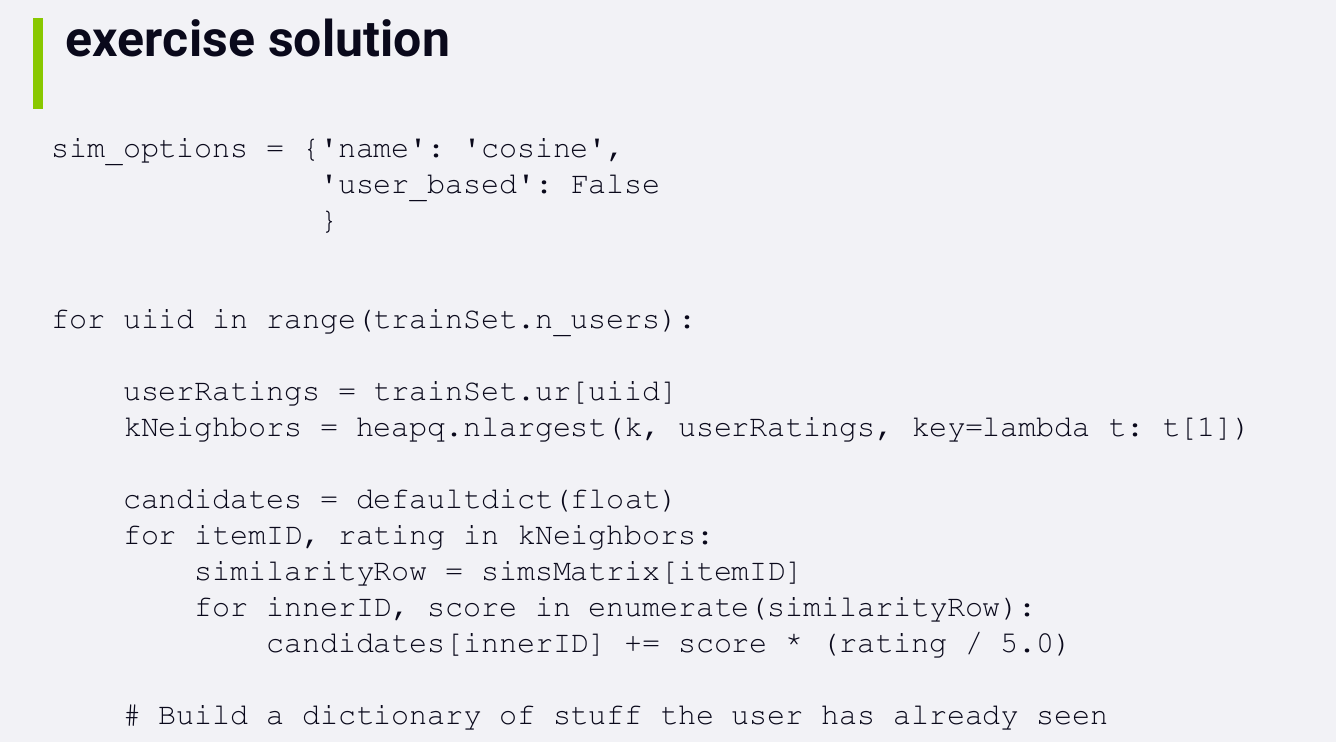 exercise solution
sim_options = {'name': 'cosine',
               'user_based': False
               }
for uiid in range(trainSet.n_users):
    userRatings = trainSet.ur[uiid]
    kNeighbors = heapq.nlargest(k, userRatings, key=lambda t: t[1])
    candidates = defaultdict(float)
    for itemID, rating in kNeighbors:
        similarityRow = simsMatrix[itemID]
        for innerID, score in enumerate(similarityRow):
            candidates[innerID] += score * (rating / 5.0)
    # Build a dictionary of stuff the user has already seen